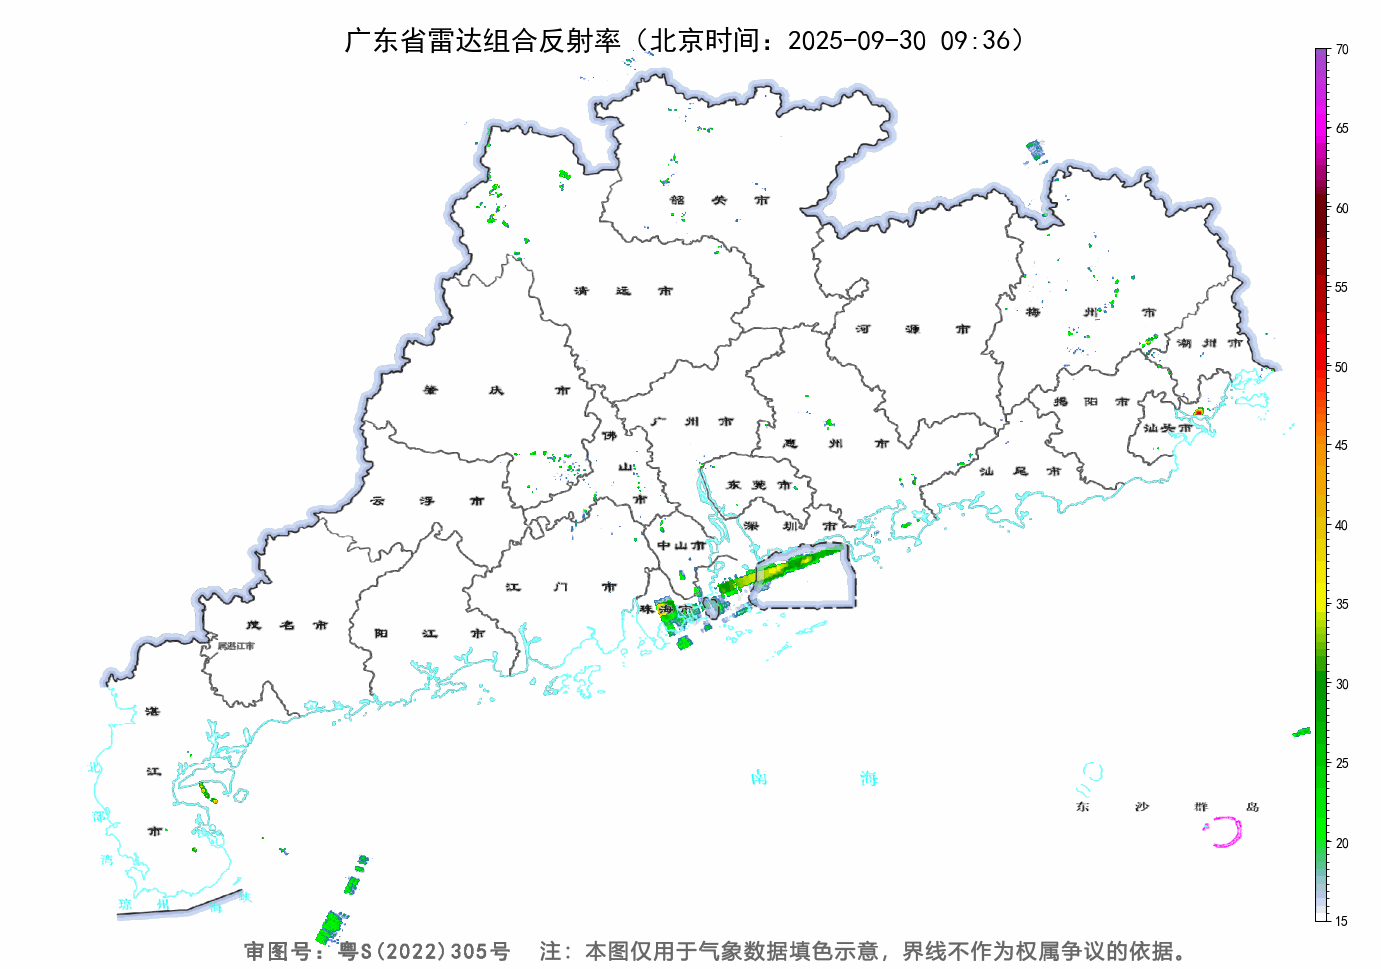 广东省雷达组合反射率（北京时间：2025-09-30 09:36）
70
65
60
55
50
45
40
35
30
25
20
15
韶关市
清远市
河源市
梅州市
潮州市
肇庆市
广州市
佛山市
惠州市
揭阳市
汕头市
汕尾市
云浮市
东莞市
深圳市
中山市
江门市
珠海市
茂名市
阳江市
属湛江市
湛江市
北部湾
琼州海峡
南海
东沙群岛
审图号：粤S(2022)305号 注：本图仅用于气象数据填色示意，界线不作为权属争议的依据。